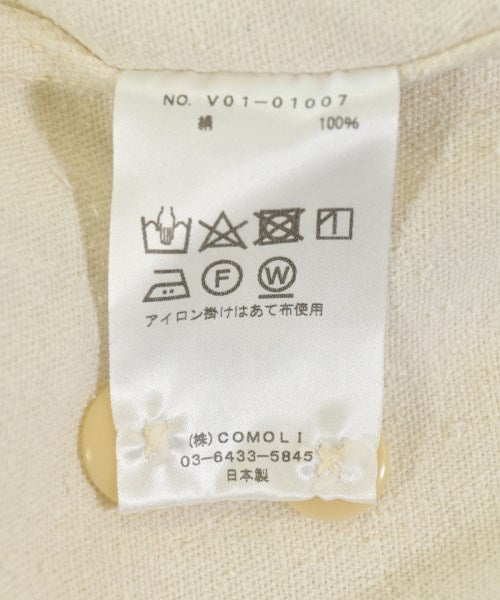 NO. V01-01007
絹 100%
F W
アイロン掛けはあて布使用
(株) COMOLI
03-6433-5845
日本製